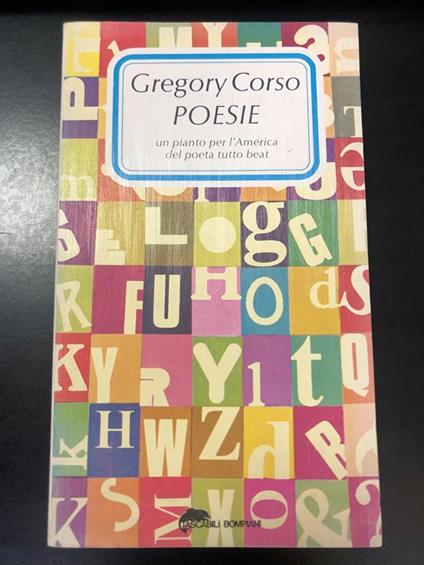 Gregory Corso
POESIE
un pianto per l'America
del poeta tutto beat
P M Y
L o g g G
R F U H O d S
K Y R Y l t Q
k H W Z d R
K S M X o & ?
TASCABILI BOMPIANI